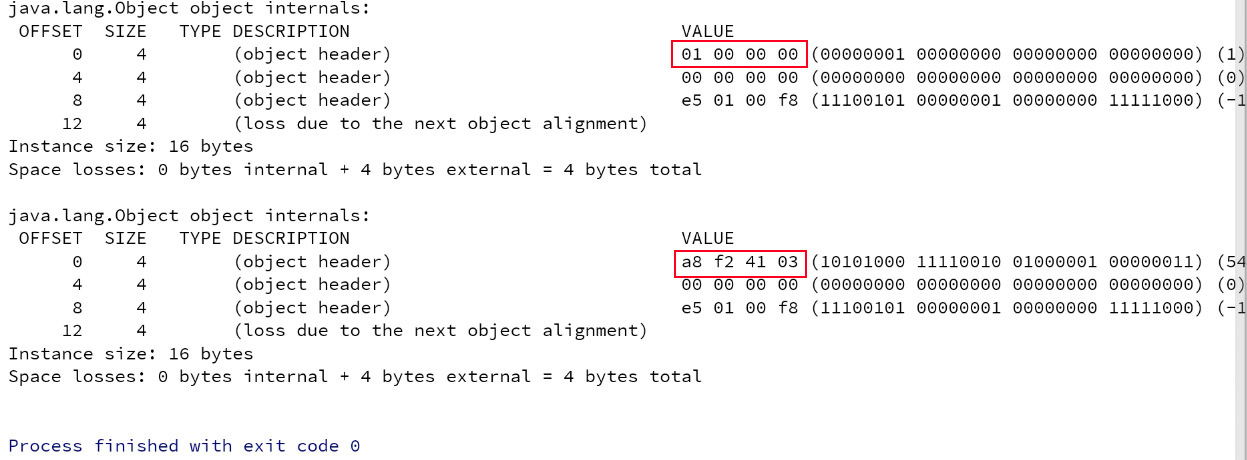 java.lang.Object object internals:
 OFFSET  SIZE   TYPE DESCRIPTION                               VALUE
      0     4        (object header)                           01 00 00 00 (00000001 00000000 00000000 00000000) (1)
      4     4        (object header)                           00 00 00 00 (00000000 00000000 00000000 00000000) (0)
      8     4        (object header)                           e5 01 00 f8 (11100101 00000001 00000000 11111000) (-1
     12     4        (loss due to the next object alignment)
Instance size: 16 bytes
Space losses: 0 bytes internal + 4 bytes external = 4 bytes total
java.lang.Object object internals:
 OFFSET  SIZE   TYPE DESCRIPTION                               VALUE
      0     4        (object header)                           a8 f2 41 03 (10101000 11110010 01000001 00000011) (54
      4     4        (object header)                           00 00 00 00 (00000000 00000000 00000000 00000000) (0)
      8     4        (object header)                           e5 01 00 f8 (11100101 00000001 00000000 11111000) (-1
     12     4        (loss due to the next object alignment)
Instance size: 16 bytes
Space losses: 0 bytes internal + 4 bytes external = 4 bytes total
Process finished with exit code 0